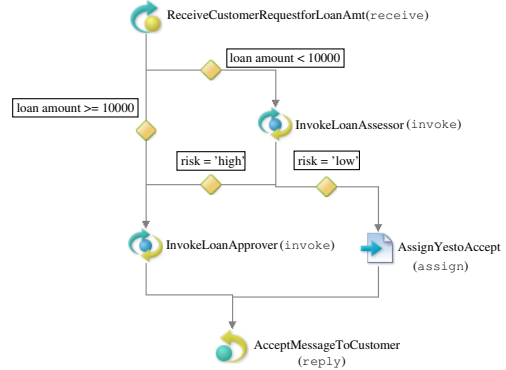 ReceiveCustomerRequestforLoanAmt(receive)
loan amount < 10000
loan amount >= 10000
InvokeLoanAssessor (invoke)
risk = 'high'
risk = 'low'
InvokeLoanApprover (invoke)
AssignYestoAccept
(assign)
AcceptMessageToCustomer
(reply)